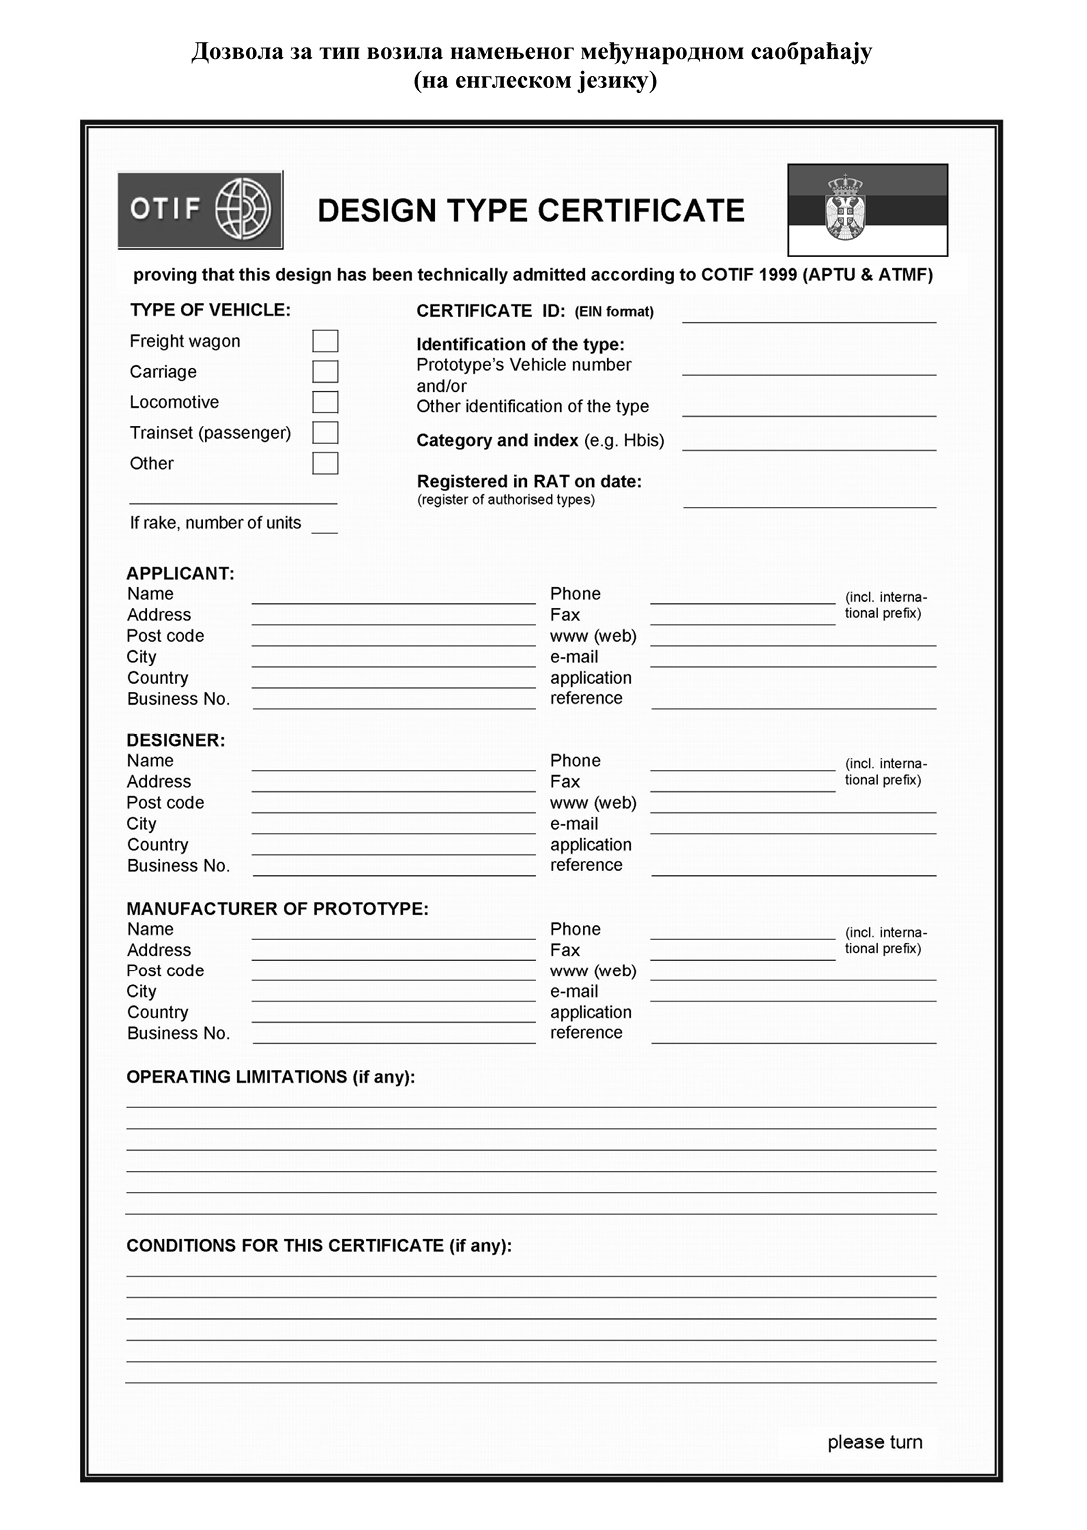 Дозвола за тип возила намењеног међународном саобраћају
(на енглеском језику)
OTIF
DESIGN TYPE CERTIFICATE
proving that this design has been technically admitted according to COTIF 1999 (APTU & ATMF)
TYPE OF VEHICLE:
Freight wagon
Carriage
Locomotive
Trainset (passenger)
Other
If rake, number of units
CERTIFICATE ID: (EIN format)
Identification of the type:
Prototype's Vehicle number
and/or
Other identification of the type
Category and index (e.g. Hbis)
Registered in RAT on date:
(register of authorised types)
APPLICANT:
Name
Address
Post code
City
Country
Business No.
Phone
Fax
www (web)
e-mail
application
reference
(incl. interna-
tional prefix)
DESIGNER:
Name
Address
Post code
City
Country
Business No.
Phone
Fax
www (web)
e-mail
application
reference
(incl. interna-
tional prefix)
MANUFACTURER OF PROTOTYPE:
Name
Address
Post code
City
Country
Business No.
Phone
Fax
www (web)
e-mail
application
reference
(incl. interna-
tional prefix)
OPERATING LIMITATIONS (if any):
CONDITIONS FOR THIS CERTIFICATE (if any):
please turn